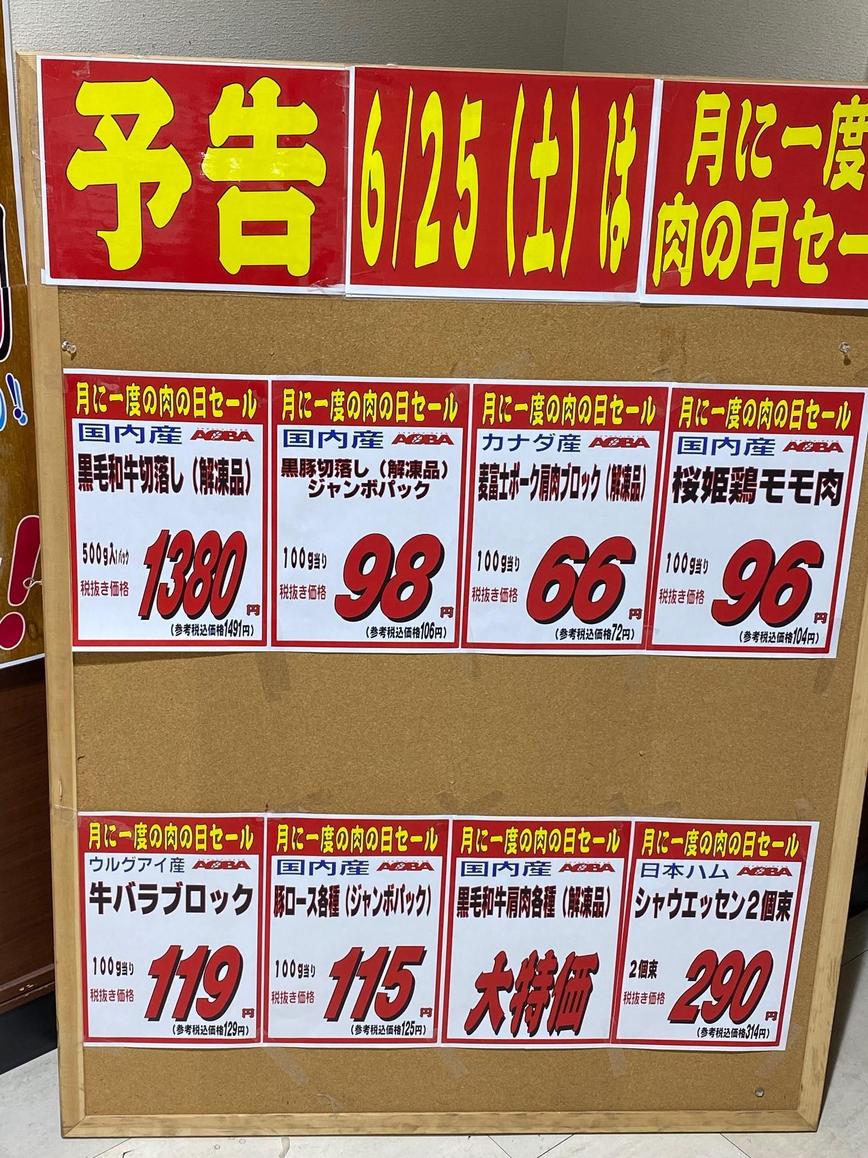 予告
6/25(土)は
月に一度
肉の日セー
月に一度の肉の日セール
国内産 AOBA
黒毛和牛切落し(解凍品)
500g入1パック
税抜き価格
1380円
(参考税込価格1491円)
月に一度の肉の日セール
国内産 AOBA
黒豚切落し(解凍品)
ジャンボパック
100g当り
税抜き価格
98円
(参考税込価格106円)
月に一度の肉の日セール
カナダ産 AOBA
麦富士ポーク肩肉ブロック(解凍品)
100g当り
税抜き価格
66円
(参考税込価格72円)
月に一度の肉の日セール
国内産 AOBA
桜姫鶏モモ肉
100g当り
税抜き価格
96円
(参考税込価格104円)
月に一度の肉の日セール
ウルグアイ産 AOBA
牛バラブロック
100g当り
税抜き価格
119円
(参考税込価格129円)
月に一度の肉の日セール
国内産 AOBA
豚ロース各種(ジャンボパック)
100g当り
税抜き価格
115円
(参考税込価格125円)
月に一度の肉の日セール
国内産 AOBA
黒毛和牛肩肉各種(解凍品)
大特価
月に一度の肉の日セール
日本ハム AOBA
シャウエッセン2個束
2個束
税抜き価格
290円
(参考税込価格314円)